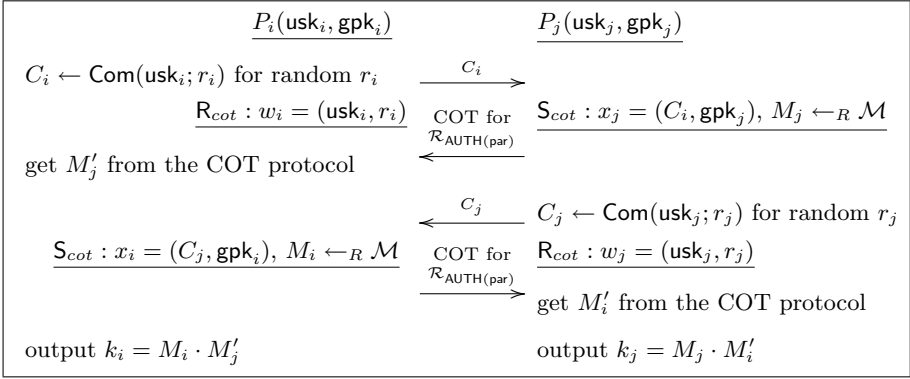 P_i(usk_i, gpk_i) P_j(usk_j, gpk_j)
C_i ← Com(usk_i; r_i) for random r_i C_i
R_cot : w_i = (usk_i, r_i) COT for R_AUTH(par) S_cot : x_j = (C_i, gpk_j), M_j ←_R M
get M'_j from the COT protocol
C_j C_j ← Com(usk_j; r_j) for random r_j
S_cot : x_i = (C_j, gpk_i), M_i ←_R M COT for R_AUTH(par) R_cot : w_j = (usk_j, r_j)
get M'_i from the COT protocol
output k_i = M_i · M'_j output k_j = M_j · M'_i